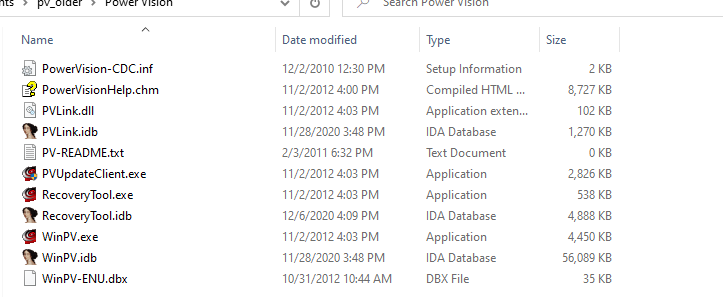 nts › pv_older › Power Vision Search Power Vision
Name Date modified Type Size
PowerVision-CDC.inf 12/2/2010 12:30 PM Setup Information 2 KB
PowerVisionHelp.chm 11/2/2012 4:00 PM Compiled HTML ... 8,727 KB
PVLink.dll 11/2/2012 4:03 PM Application exten... 102 KB
PVLink.idb 11/28/2020 3:48 PM IDA Database 1,270 KB
PV-README.txt 2/3/2011 6:32 PM Text Document 0 KB
PVUpdateClient.exe 11/2/2012 4:03 PM Application 2,826 KB
RecoveryTool.exe 11/2/2012 4:03 PM Application 538 KB
RecoveryTool.idb 12/6/2020 4:09 PM IDA Database 4,888 KB
WinPV.exe 11/2/2012 4:03 PM Application 4,450 KB
WinPV.idb 11/28/2020 3:48 PM IDA Database 56,089 KB
WinPV-ENU.dbx 10/31/2012 10:44 AM DBX File 35 KB